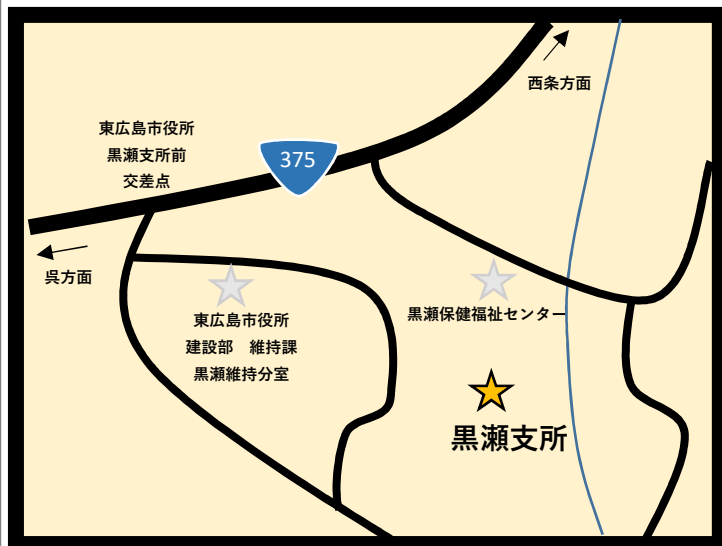 西条方面
東広島市役所
黒瀬支所前
交差点
375
呉方面
東広島市役所
建設部　維持課
黒瀬維持分室
黒瀬保健福祉センター
黒瀬支所